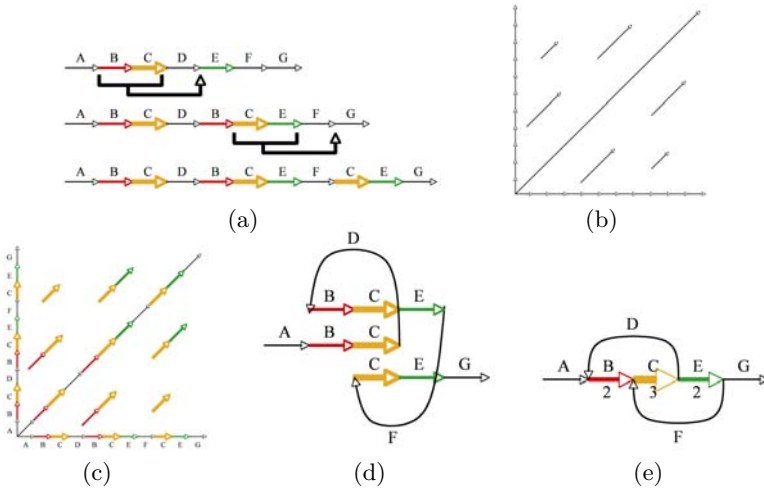 A B C D E F G
A B C D B C E F G
A B C D B C E F C E G
(a)
(b)
G
E
C
F
E
C
B
D
C
B
A
A B C D B C E F C E G
(c)
D
B C E
A B C
C E G
F
(d)
D
A B C E G
2 3 2
F
(e)